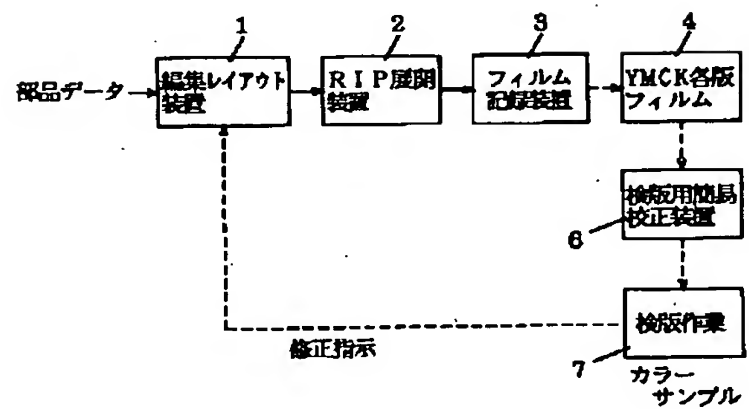 1
2
3
4
部品データ
編集レイアウト
装置
RIP展開
装置
フィルム
記録装置
YMCK各版
フィルム
検版用簡易
校正装置
6
検版作業
修正指示
7
カラー
サンプル